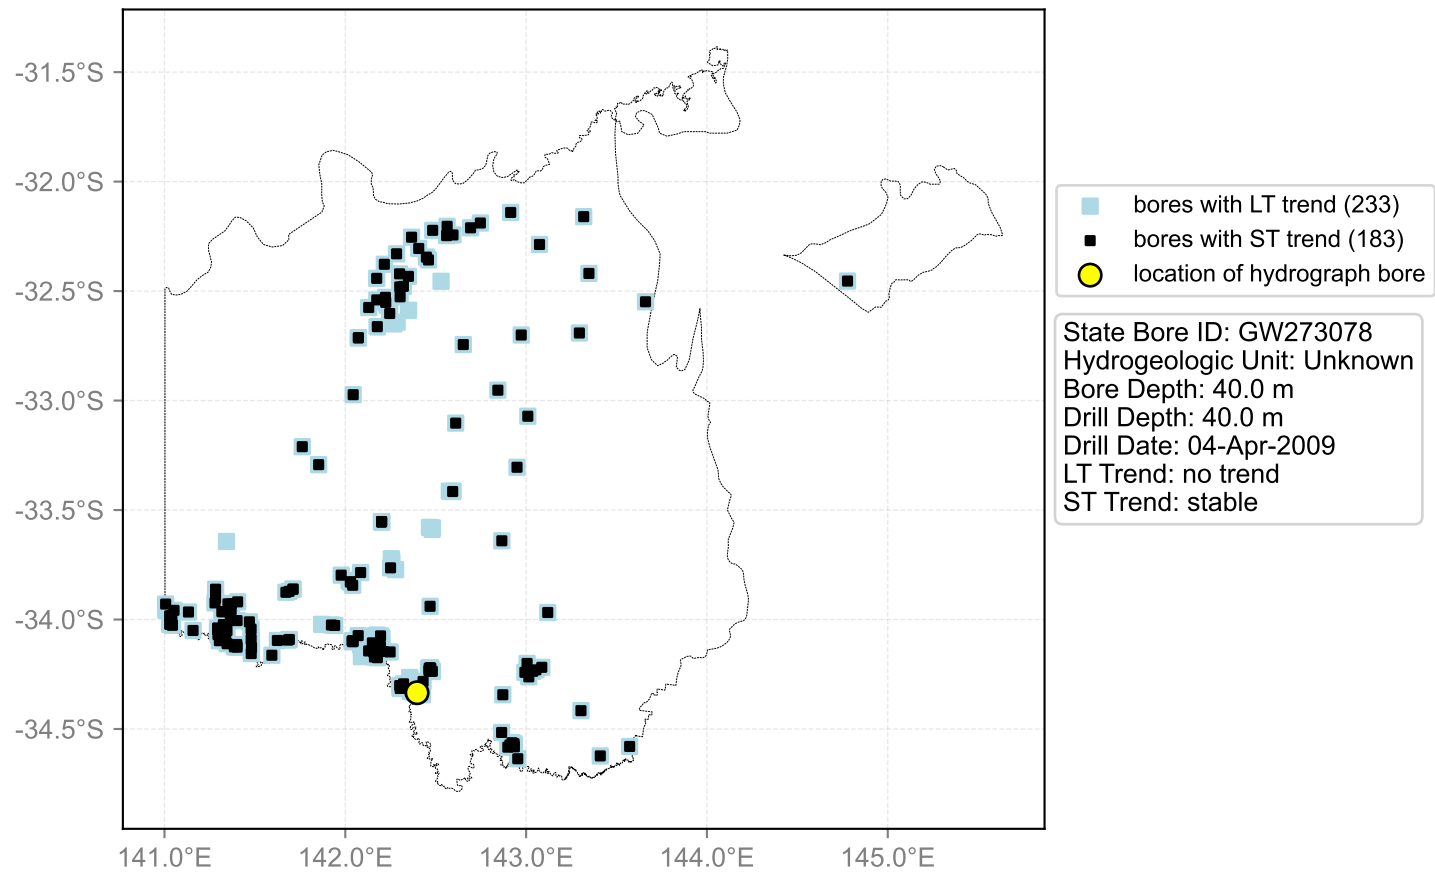 -31.5°S
-32.0°S
-32.5°S
-33.0°S
-33.5°S
-34.0°S
-34.5°S
141.0°E
142.0°E
143.0°E
144.0°E
145.0°E
bores with LT trend (233)
bores with ST trend (183)
location of hydrograph bore
State Bore ID: GW273078
Hydrogeologic Unit: Unknown
Bore Depth: 40.0 m
Drill Depth: 40.0 m
Drill Date: 04-Apr-2009
LT Trend: no trend
ST Trend: stable